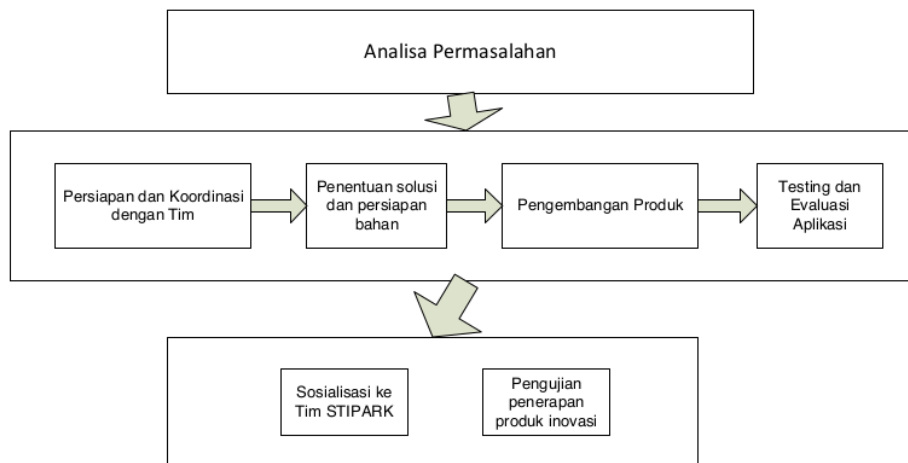 Analisa Permasalahan
Persiapan dan Koordinasi
dengan Tim
Penentuan solusi
dan persiapan
bahan
Pengembangan Produk
Testing dan
Evaluasi
Aplikasi
Sosialisasi ke
Tim STIPARK
Pengujian
penerapan
produk inovasi